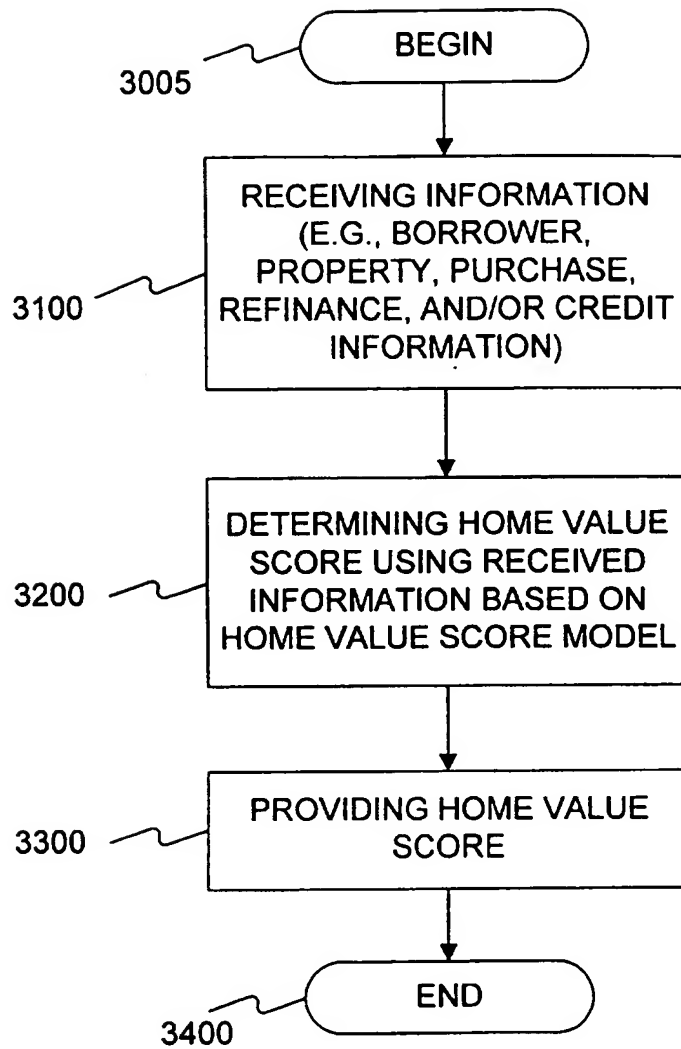 BEGIN
3005
RECEIVING INFORMATION
(E.G., BORROWER,
PROPERTY, PURCHASE,
REFINANCE, AND/OR CREDIT
INFORMATION)
3100
DETERMINING HOME VALUE
SCORE USING RECEIVED
INFORMATION BASED ON
HOME VALUE SCORE MODEL
3200
PROVIDING HOME VALUE
SCORE
3300
END
3400